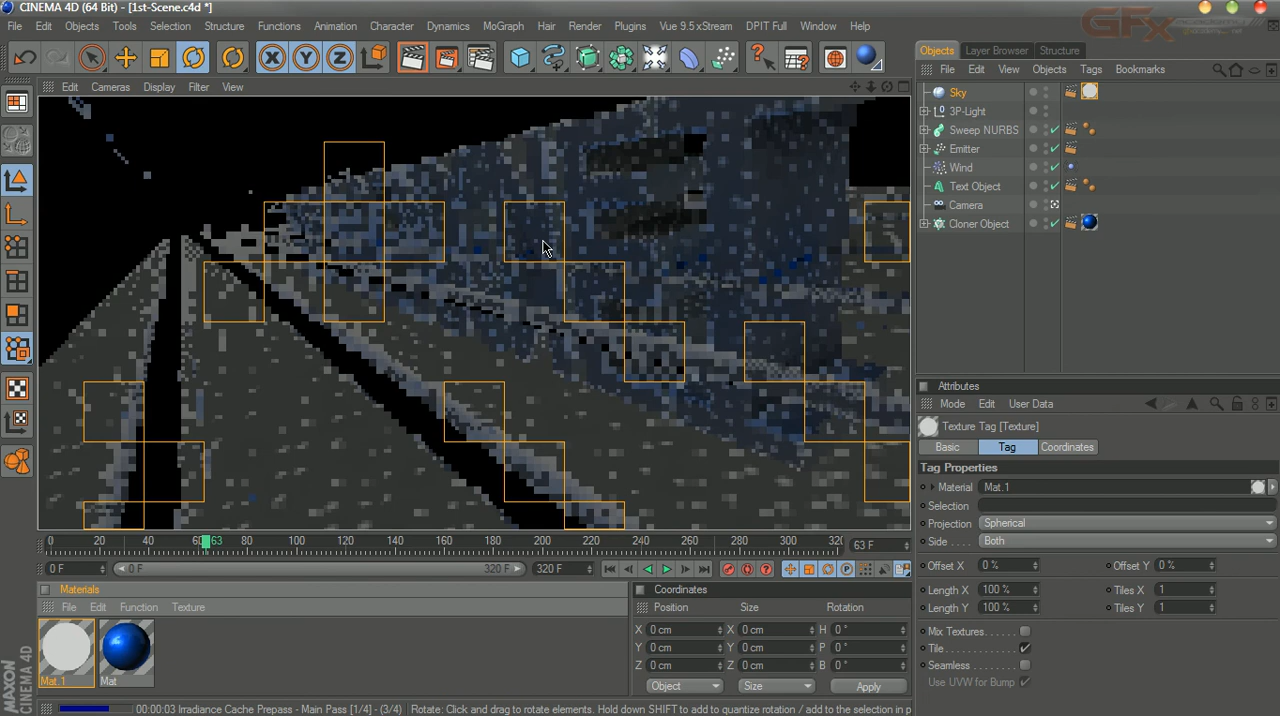 CINEMA 4D (64 Bit) - [1st-Scene.c4d *]
File Edit Objects Tools Selection Structure Functions Animation Character Dynamics MoGraph Hair Render Plugins Vue 9.5 xStream DPIT Full Window Help
GFX
Objects Layer Browser Structure
File Edit View Objects Tags Bookmarks
Edit Cameras Display Filter View
Sky
3P-Light
Sweep NURBS
Emitter
Wind
Text Object
Camera
Cloner Object
Attributes
Mode Edit User Data
Texture Tag [Texture]
Basic Tag Coordinates
Tag Properties
Material Mat.1
Selection
Projection Spherical
Side Both
Offset X 0 % Offset Y 0 %
Length X 100 % Tiles X 1
Length Y 100 % Tiles Y 1
Mix Textures
Tile
Seamless
Use UVW for Bump
0 20 40 60 63 80 100 120 140 160 180 200 220 240 260 280 300 32 63 F
0 F 0 F 320 F 320 F
Materials
File Edit Function Texture
Mat.1 Mat
Coordinates
Position Size Rotation
X 0 cm X 0 cm H 0 °
Y 0 cm Y 0 cm P 0 °
Z 0 cm Z 0 cm B 0 °
Object Size Apply
MAXON
CINEMA 4D
00:00:03 Irradiance Cache Prepass - Main Pass [1/4] - (3/4) Rotate: Click and drag to rotate elements. Hold down SHIFT to add to quantize rotation / add to the selection in p